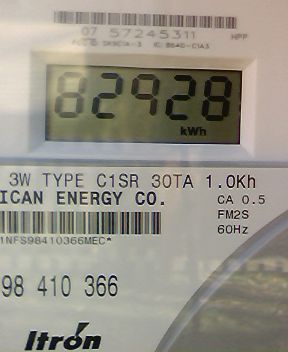 07 57245311 HPP
82928
kWh
3W TYPE C1SR 30TA 1.0Kh
ICAN ENERGY CO.
CA 0.5
FM2S
60Hz
1NFS98410366MEC*
98 410 366
Itron